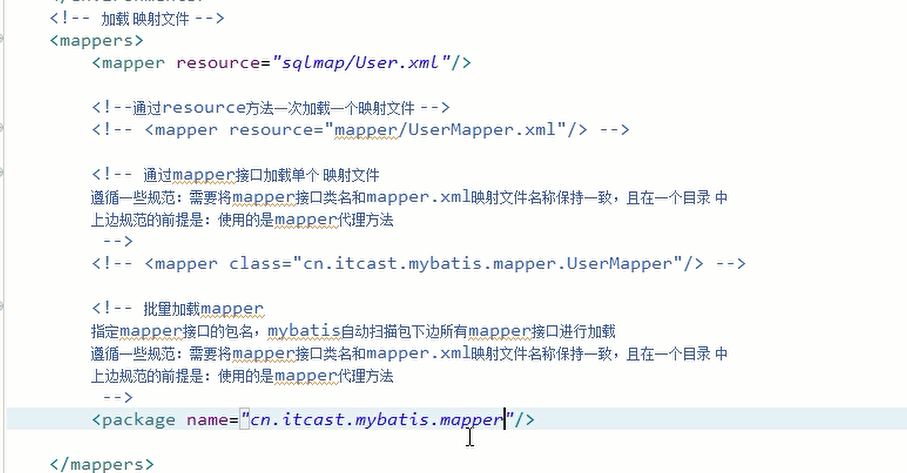 <!-- 加载 映射文件 -->
<mappers>
<mapper resource="sqlmap/User.xml"/>
<!--通过resource方法一次加载一个映射文件 -->
<!-- <mapper resource="mapper/UserMapper.xml"/> -->
<!-- 通过mapper接口加载单个 映射文件
遵循一些规范：需要将mapper接口类名和mapper.xml映射文件名称保持一致，且在一个目录 中
上边规范的前提是：使用的是mapper代理方法
-->
<!-- <mapper class="cn.itcast.mybatis.mapper.UserMapper"/> -->
<!-- 批量加载mapper
指定mapper接口的包名，mybatis自动扫描包下边所有mapper接口进行加载
遵循一些规范：需要将mapper接口类名和mapper.xml映射文件名称保持一致，且在一个目录 中
上边规范的前提是：使用的是mapper代理方法
-->
<package name="cn.itcast.mybatis.mapper"/>
</mappers>